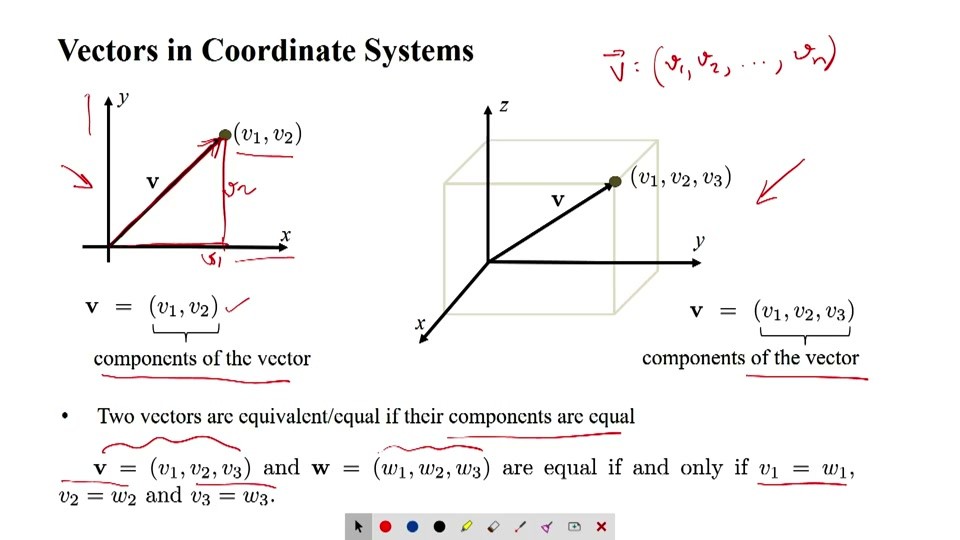 Vectors in Coordinate Systems
v⃗ : (v₁, v₂, ..., vₙ)
y
z
(v₁, v₂)
v
v₂
(v₁, v₂, v₃)
v
x
y
v₁
v = (v₁, v₂)
x
v = (v₁, v₂, v₃)
components of the vector
components of the vector
• Two vectors are equivalent/equal if their components are equal
v = (v₁, v₂, v₃) and w = (w₁, w₂, w₃) are equal if and only if v₁ = w₁,
v₂ = w₂ and v₃ = w₃.